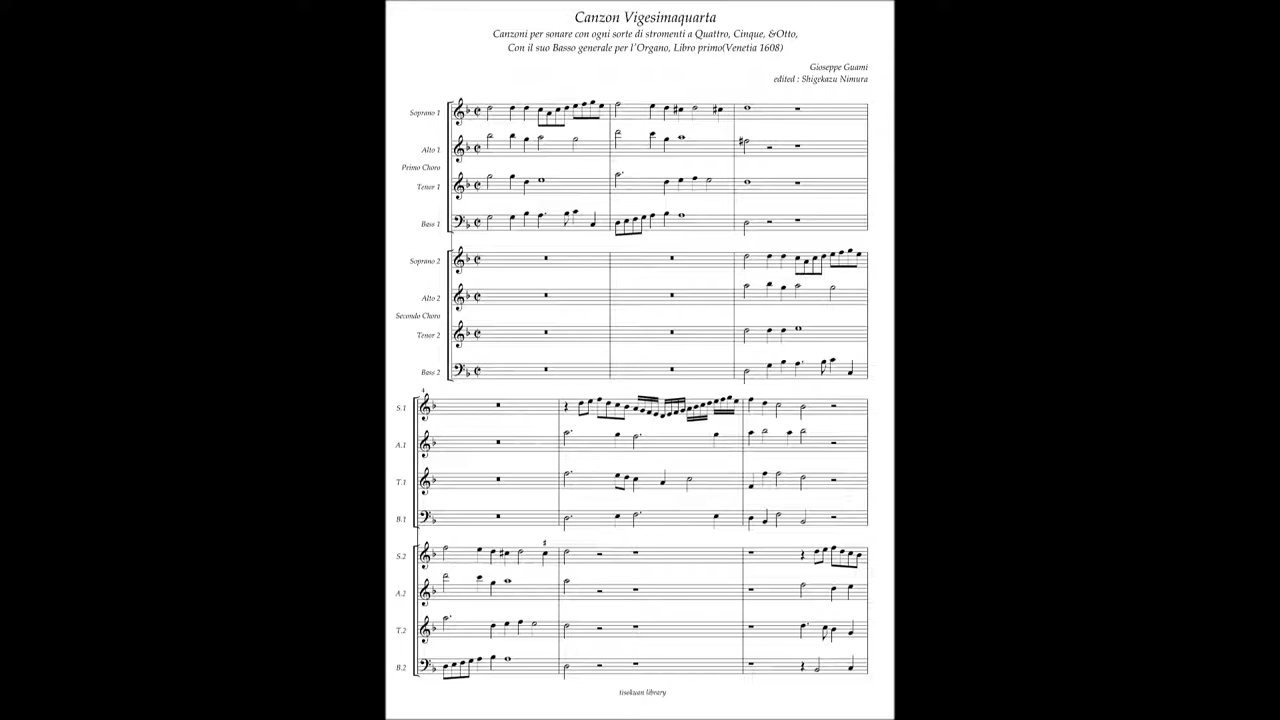 Canzon Vigesimaquarta
Canzoni per sonare con ogni sorte di stromenti a Quattro, Cinque, &Otto,
Con il suo Basso generale per l'Organo, Libro primo(Venetia 1608)
Gioseppe Guami
edited : Shigekazu Nimura
Soprano 1
Alto 1
Primo Choro
Tenor 1
Bass 1
Soprano 2
Alto 2
Secondo Choro
Tenor 2
Bass 2
4
S.1
A.1
T.1
B.1
S.2
A.2
T.2
B.2
tisekuan library